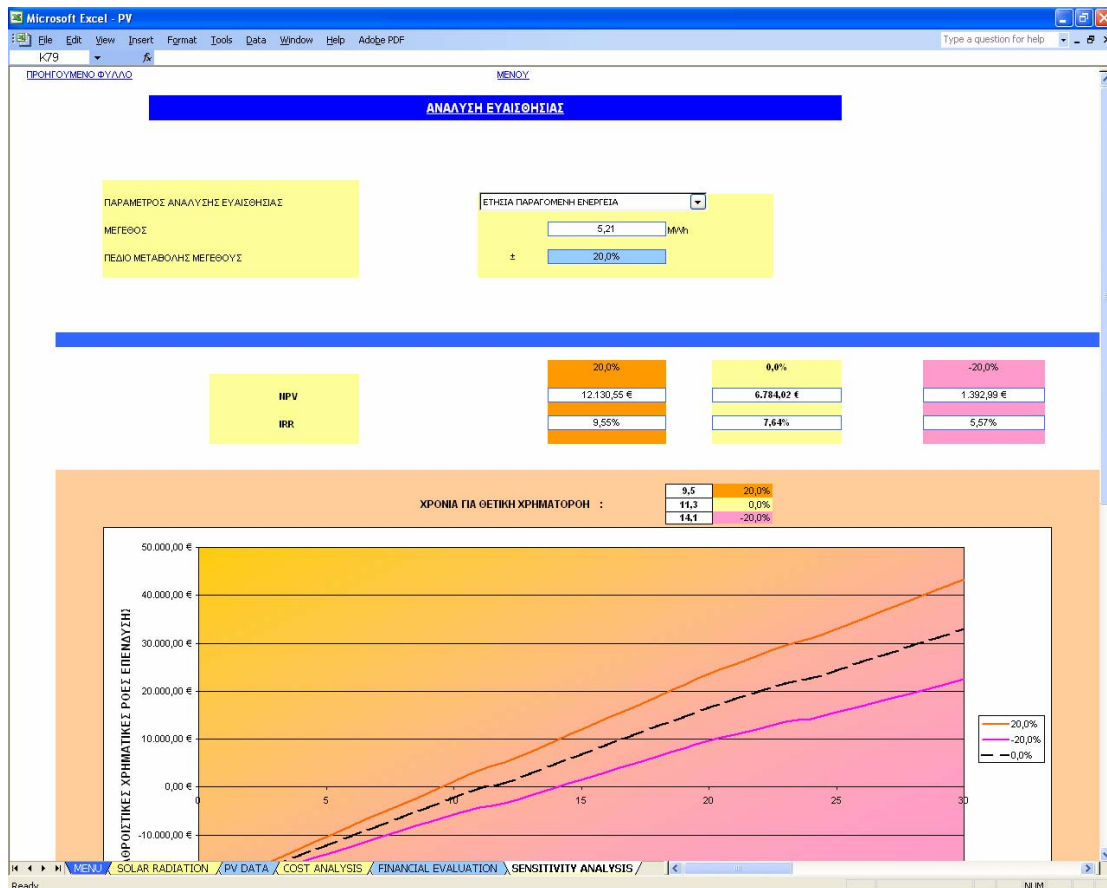 Microsoft Excel - PV
File Edit View Insert Format Tools Data Window Help Adobe PDF
Type a question for help
K79
fx
ΠΡΟΗΓΟΥΜΕΝΟ ΦΥΛΛΟ
ΜΕΝΟΥ
ΑΝΑΛΥΣΗ ΕΥΑΙΣΘΗΣΙΑΣ
ΠΑΡΑΜΕΤΡΟΣ ΑΝΑΛΥΣΗΣ ΕΥΑΙΣΘΗΣΙΑΣ
ΕΤΗΣΙΑ ΠΑΡΑΓΟΜΕΝΗ ΕΝΕΡΓΕΙΑ
ΜΕΓΕΘΟΣ
5,21 MWh
ΠΕΔΙΟ ΜΕΤΑΒΟΛΗΣ ΜΕΓΕΘΟΥΣ
± 20,0%
20,0% 0,0% -20,0%
NPV 12.130,55 € 6.784,02 € 1.392,99 €
IRR 9,55% 7,64% 5,57%
ΧΡΟΝΙΑ ΓΙΑ ΘΕΤΙΚΗ ΧΡΗΜΑΤΟΡΟΗ :
9,5 20,0%
11,3 0,0%
14,1 -20,0%
50.000,00 €
40.000,00 €
30.000,00 €
20.000,00 €
10.000,00 €
0,00 €
-10.000,00 €
0 5 10 15 20 25 30
ΑΘΡΟΙΣΤΙΚΕΣ ΧΡΗΜΑΤΙΚΕΣ ΡΟΕΣ ΕΠΕΝΔΥΣΗΣ
20,0%
-20,0%
0,0%
MENU SOLAR RADIATION PV DATA COST ANALYSIS FINANCIAL EVALUATION SENSITIVITY ANALYSIS
Ready
NUM